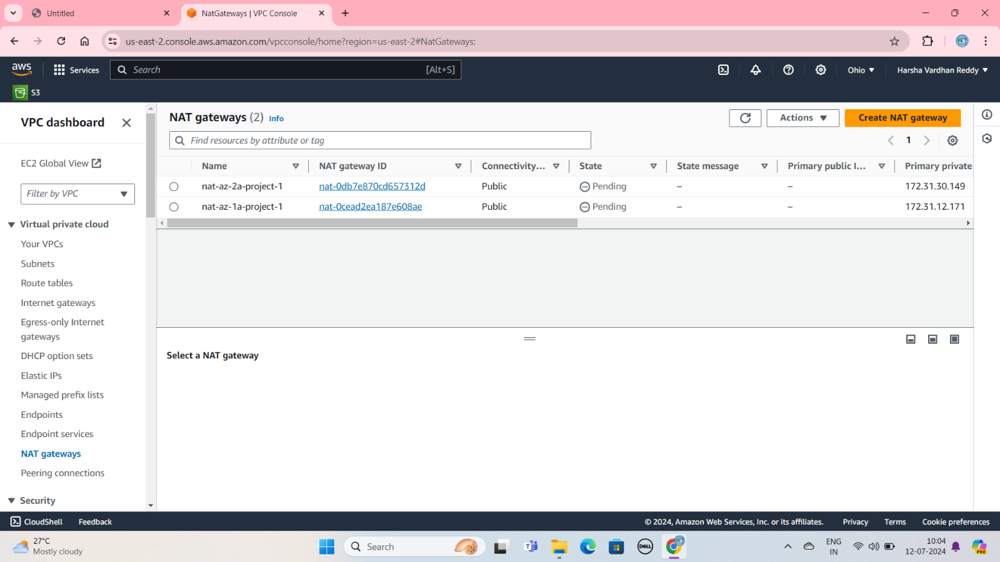 Untitled
NatGateways | VPC Console
us-east-2.console.aws.amazon.com/vpcconsole/home?region=us-east-2#NatGateways:
aws
Services
Search
[Alt+S]
Ohio
Harsha Vardhan Reddy
S3
VPC dashboard
EC2 Global View
Filter by VPC
Virtual private cloud
Your VPCs
Subnets
Route tables
Internet gateways
Egress-only Internet
gateways
DHCP option sets
Elastic IPs
Managed prefix lists
Endpoints
Endpoint services
NAT gateways
Peering connections
Security
NAT gateways (2) Info
Actions
Create NAT gateway
Find resources by attribute or tag
1
Name NAT gateway ID Connectivity... State State message Primary public I... Primary private
nat-az-2a-project-1 nat-0db7e870cd657312d Public Pending – – 172.31.30.149
nat-az-1a-project-1 nat-0cead2ea187e608ae Public Pending – – 172.31.12.171
Select a NAT gateway
CloudShell Feedback
© 2024, Amazon Web Services, Inc. or its affiliates. Privacy Terms Cookie preferences
27°C
Mostly cloudy
Search
DELL
PRE
ENG
IN
10:04
12-07-2024